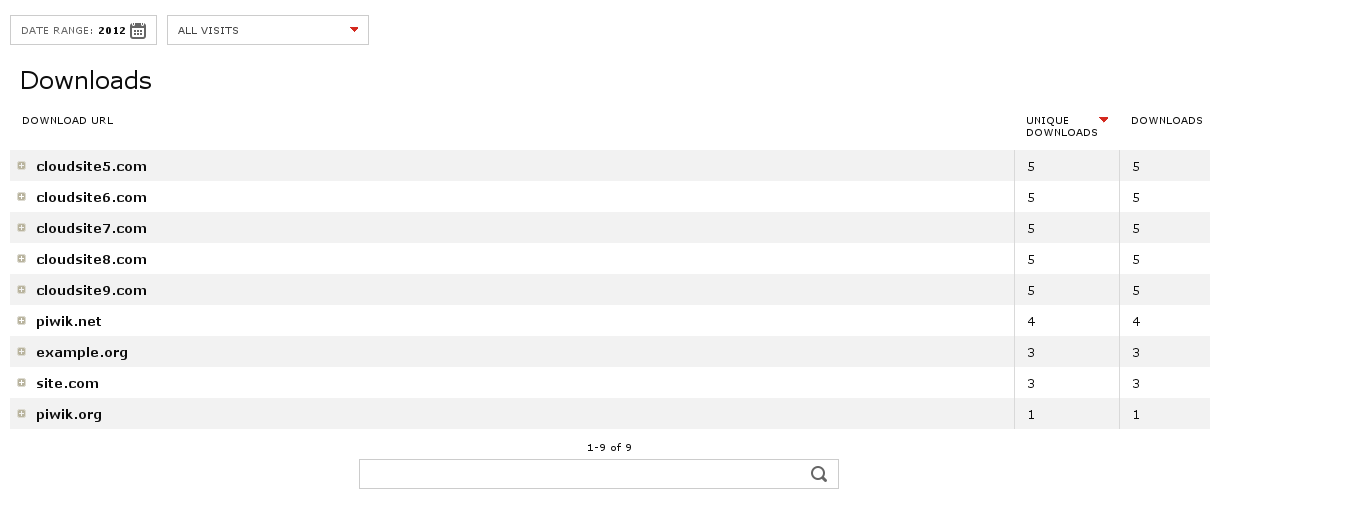 DATE RANGE: 2012 ALL VISITS
Downloads
DOWNLOAD URL UNIQUE DOWNLOADS DOWNLOADS
cloudsite5.com 5 5
cloudsite6.com 5 5
cloudsite7.com 5 5
cloudsite8.com 5 5
cloudsite9.com 5 5
piwik.net 4 4
example.org 3 3
site.com 3 3
piwik.org 1 1
1-9 of 9